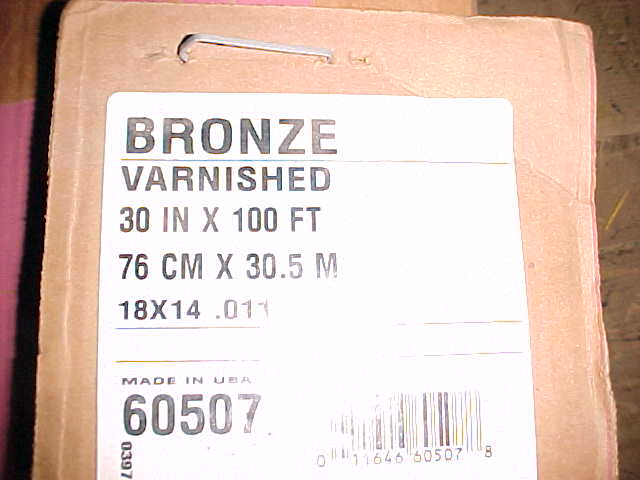 BRONZE
VARNISHED
30 IN X 100 FT
76 CM X 30.5 M
18X14 .011
MADE IN USA
60507
0397
0 11646 60507 8